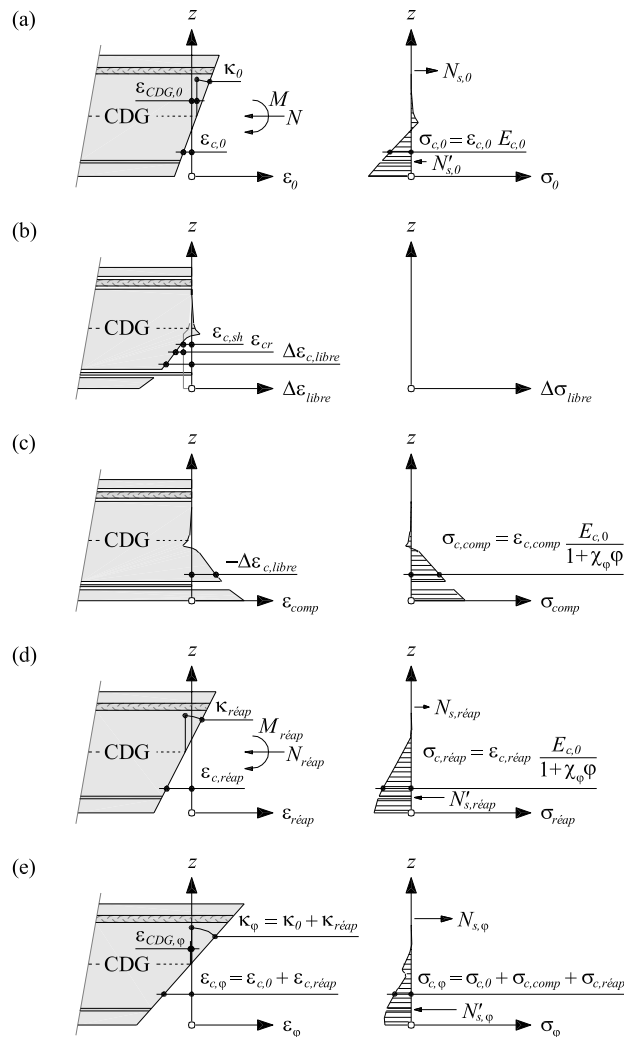 (a)
z
z
κ0
Ns,0
εCDG,0
M
CDG
N
εc,0
σc,0 = εc,0 Ec,0
N's,0
ε0
σ0
(b)
z
z
CDG
εc,sh εcr
Δεc,libre
Δεlibre
Δσlibre
(c)
z
z
CDG
σc,comp = εc,comp Ec,0 / 1+χφφ
−Δεc,libre
εcomp
σcomp
(d)
z
z
κréap
Ns,réap
Mréap
CDG
Nréap
σc,réap = εc,réap Ec,0 / 1+χφφ
εc,réap
N's,réap
εréap
σréap
(e)
z
z
κφ = κ0 + κréap
Ns,φ
εCDG,φ
CDG
εc,φ = εc,0 + εc,réap
σc,φ = σc,0 + σc,comp + σc,réap
N's,φ
εφ
σφ